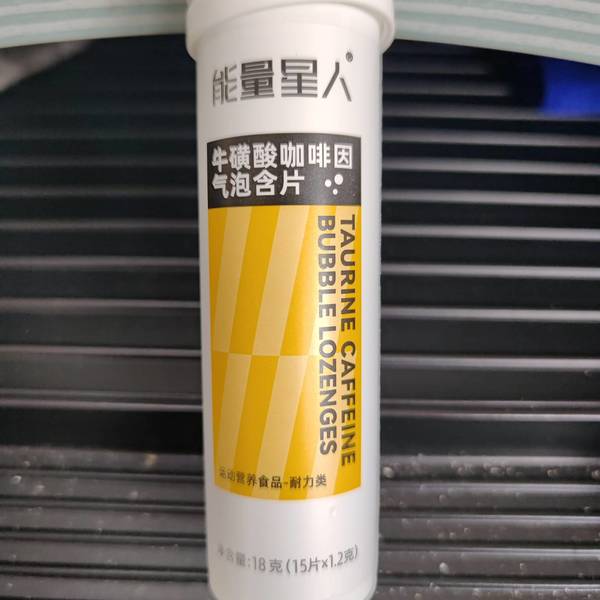 能量星人®
牛磺酸咖啡因
气泡含片
TAURINE CAFFEINE
BUBBLE LOZENGES
运动营养食品-耐力类
净含量:18克(15片×1.2克)